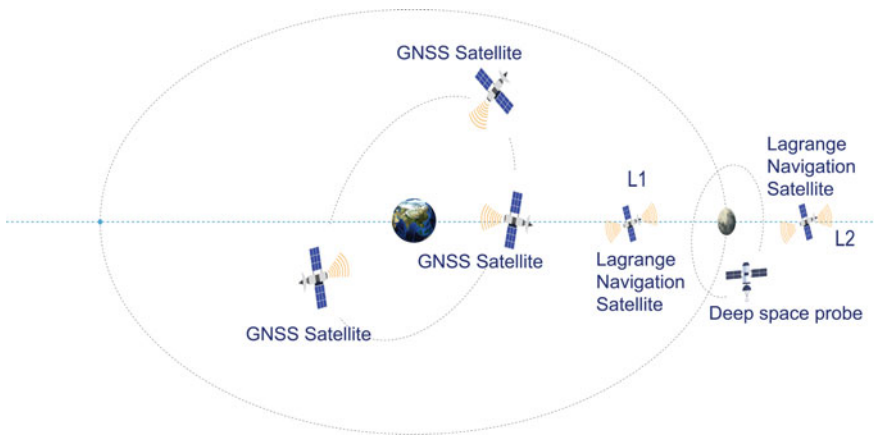 GNSS Satellite
Lagrange
Navigation
Satellite
L1
L2
GNSS Satellite
Lagrange
Navigation
Satellite
Deep space probe
GNSS Satellite